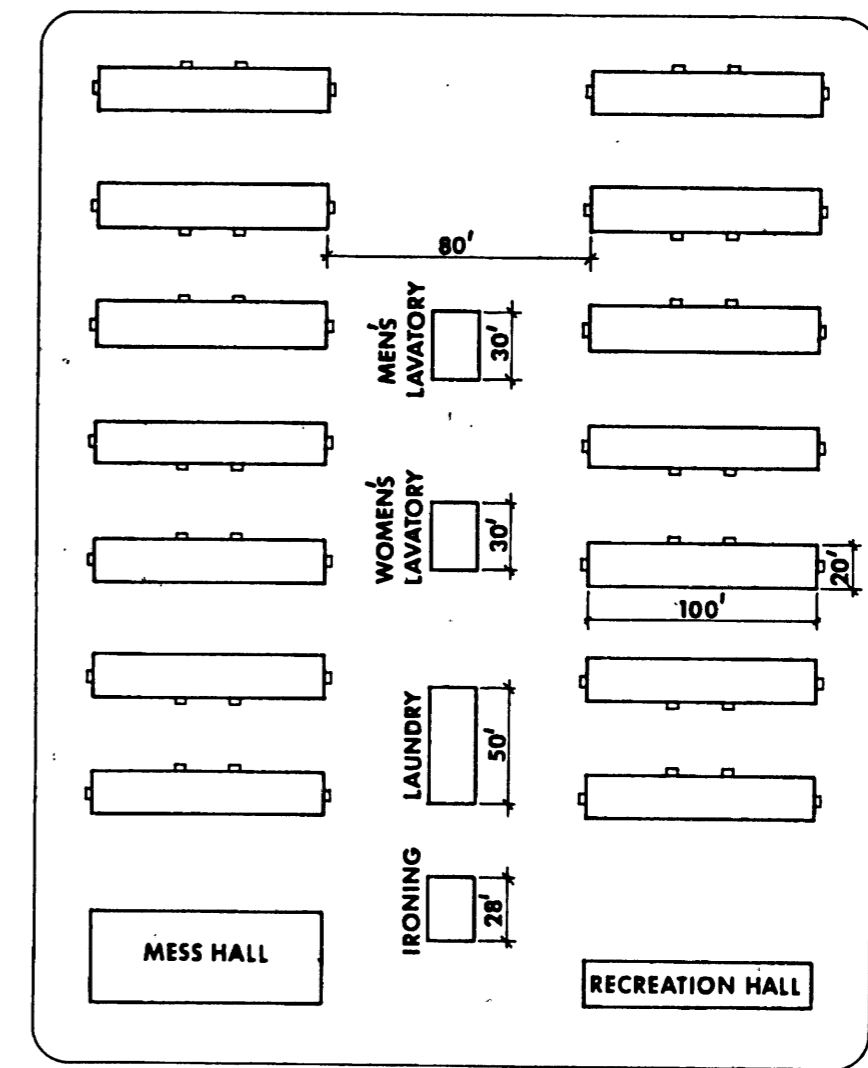 80'
MEN'S
LAVATORY
30'
WOMEN'S
LAVATORY
30'
20'
100'
LAUNDRY
50'
IRONING
28'
MESS HALL
RECREATION HALL